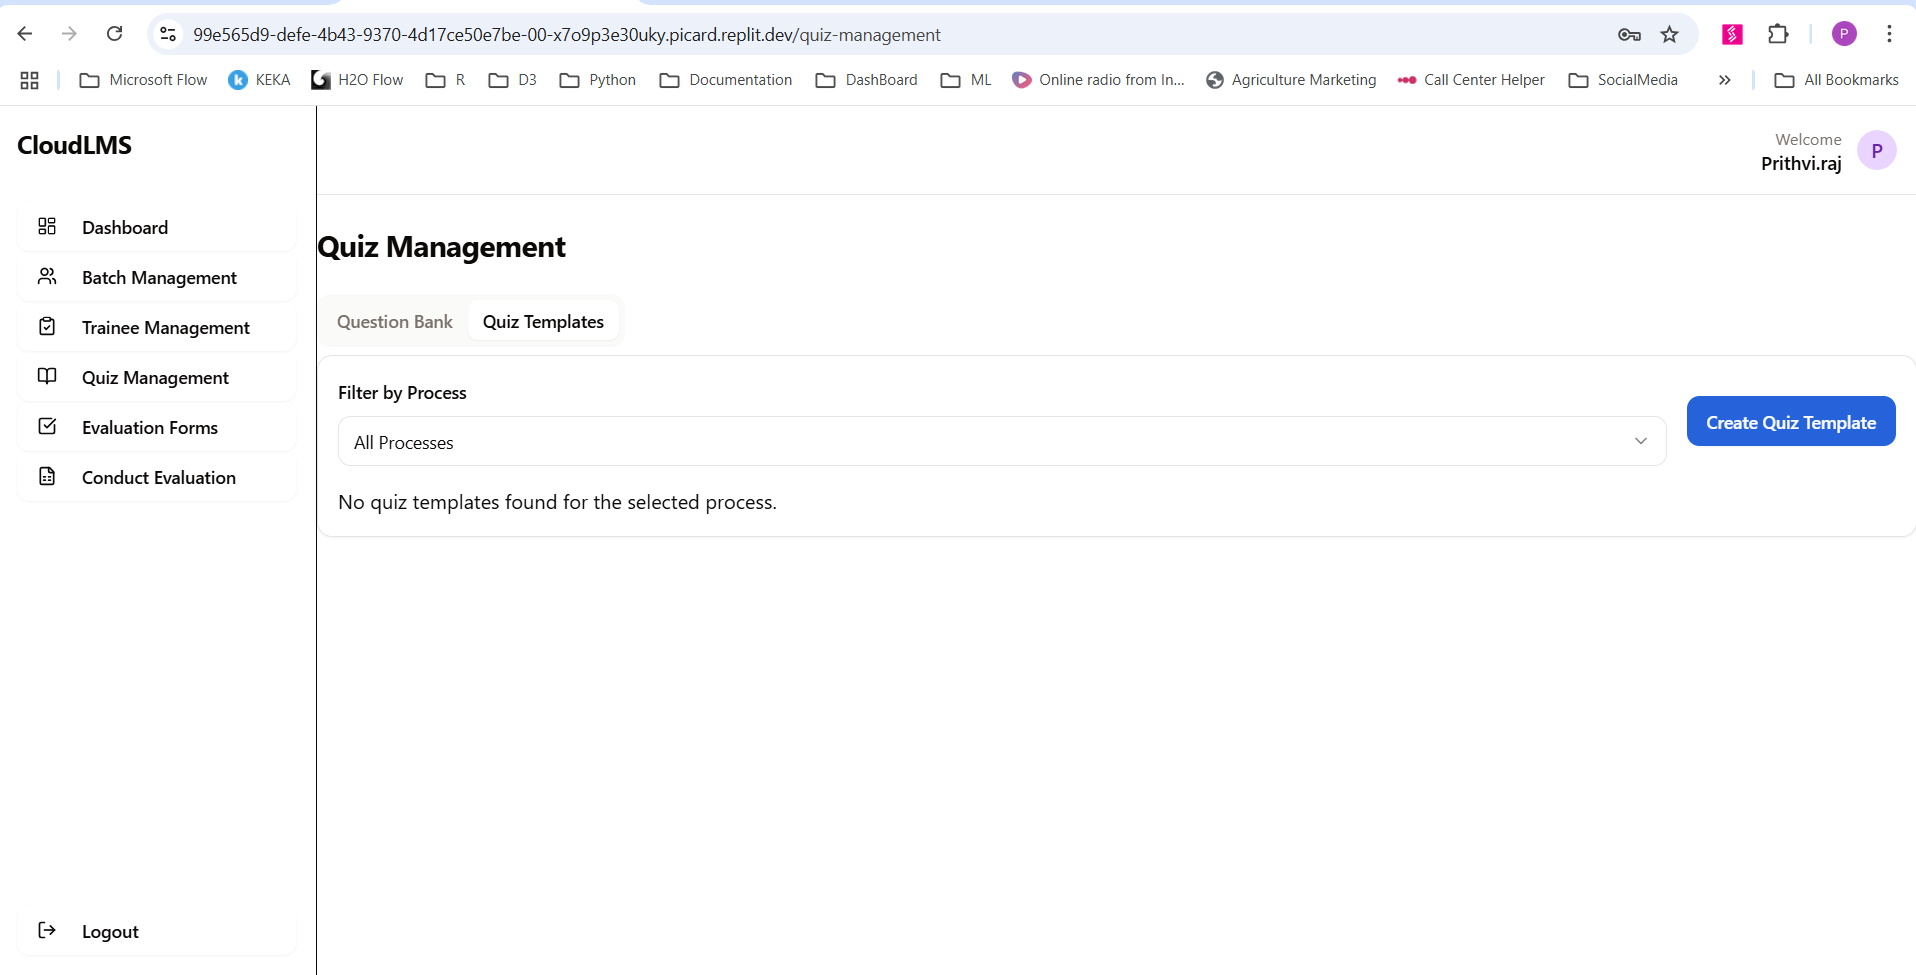 99e565d9-defe-4b43-9370-4d17ce50e7be-00-x7o9p3e30uky.picard.replit.dev/quiz-management
P
Microsoft Flow KEKA H2O Flow R D3 Python Documentation DashBoard ML Online radio from In... Agriculture Marketing Call Center Helper SocialMedia » All Bookmarks
CloudLMS
Welcome
Prithvi.raj
P
Dashboard
Batch Management
Trainee Management
Quiz Management
Evaluation Forms
Conduct Evaluation
Logout
Quiz Management
Question Bank Quiz Templates
Filter by Process
All Processes
Create Quiz Template
No quiz templates found for the selected process.